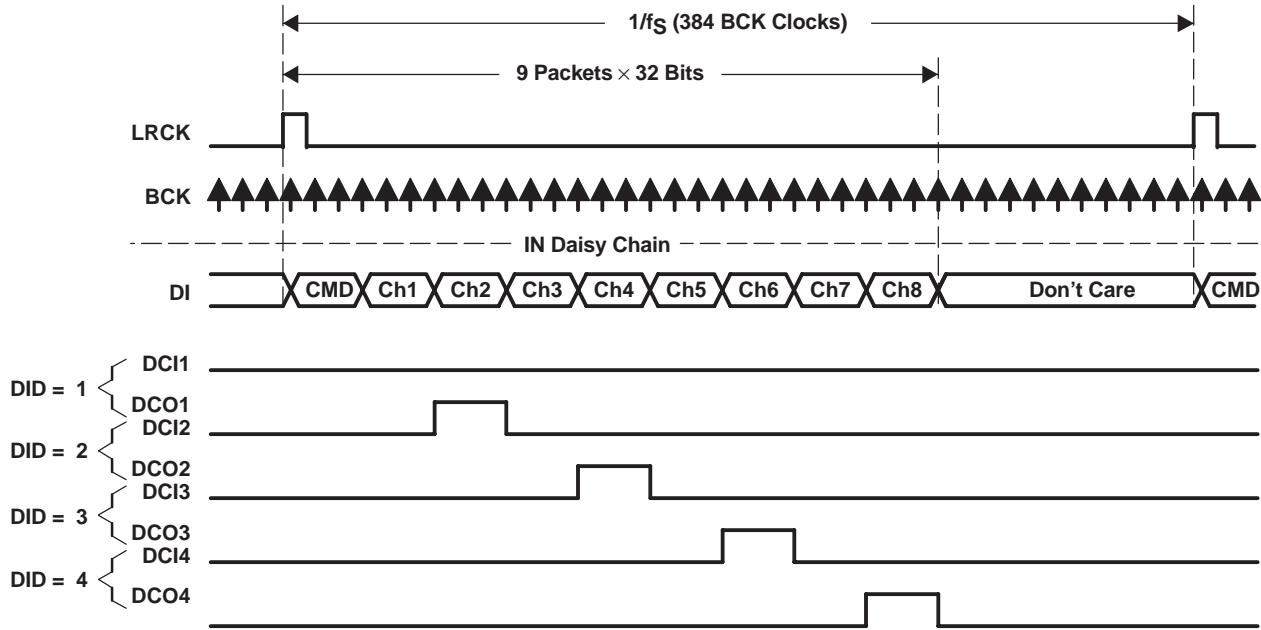 1/fS (384 BCK Clocks)
9 Packets × 32 Bits
LRCK
BCK
IN Daisy Chain
DI
CMD Ch1 Ch2 Ch3 Ch4 Ch5 Ch6 Ch7 Ch8 Don't Care CMD
DID = 1
DCI1
DCO1
DID = 2
DCI2
DCO2
DID = 3
DCI3
DCO3
DID = 4
DCI4
DCO4